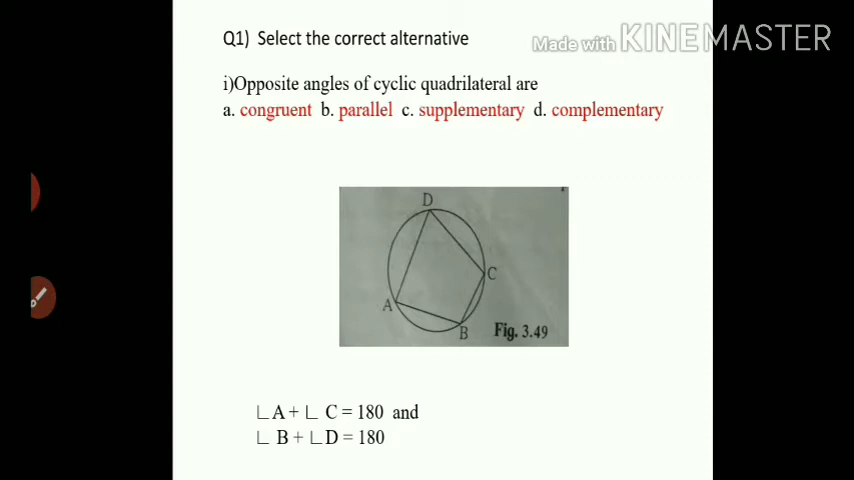 Q1) Select the correct alternative
Made with KINEMASTER
i)Opposite angles of cyclic quadrilateral are
a. congruent b. parallel c. supplementary d. complementary
D
C
A
B
Fig. 3.49
∟A + ∟ C = 180 and
∟ B + ∟D = 180